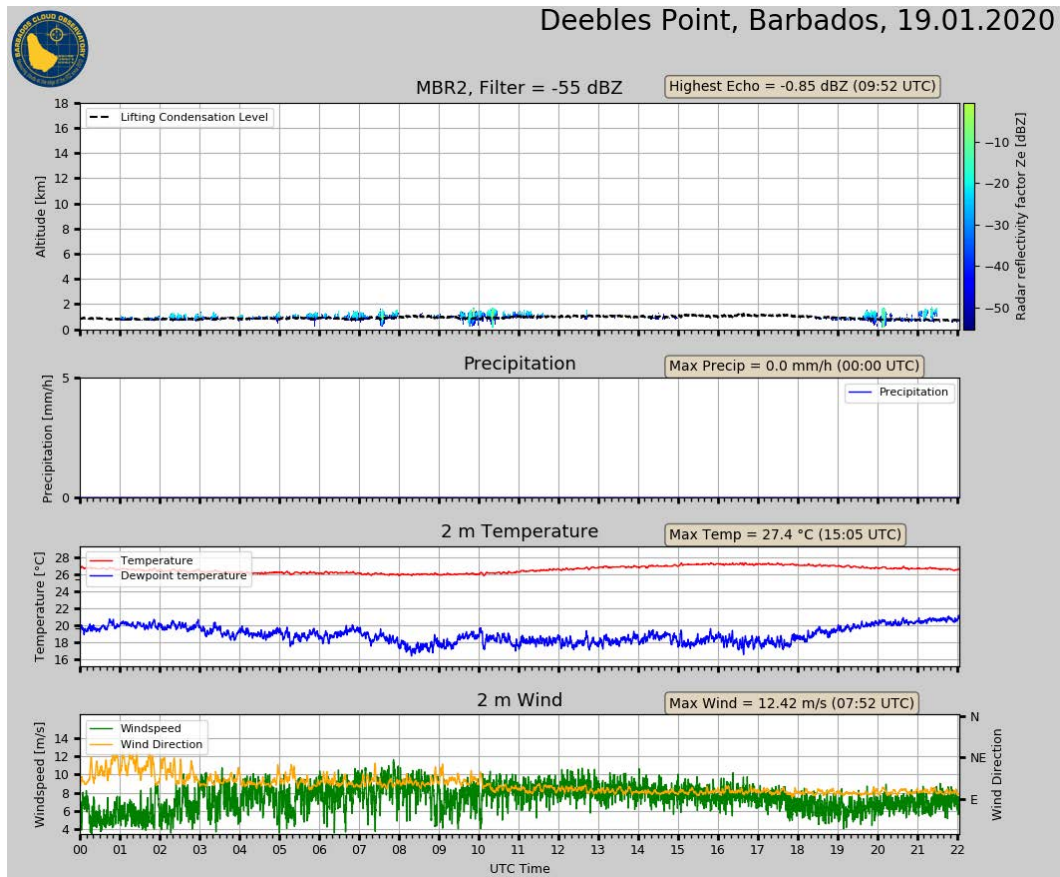 Deebles Point, Barbados, 19.01.2020
BARBADOS CLOUD OBSERVATORY
MBR2, Filter = -55 dBZ
Highest Echo = -0.85 dBZ (09:52 UTC)
Lifting Condensation Level
Altitude [km]
18
16
14
12
10
8
6
4
2
0
−10
−20
−30
−40
−50
Radar reflectivity factor Ze [dBZ]
Precipitation
Max Precip = 0.0 mm/h (00:00 UTC)
Precipitation
Precipitation [mm/h]
5
0
2 m Temperature
Max Temp = 27.4 °C (15:05 UTC)
Temperature
Dewpoint temperature
Temperature [°C]
28
26
24
22
20
18
16
2 m Wind
Max Wind = 12.42 m/s (07:52 UTC)
Windspeed
Wind Direction
Windspeed [m/s]
14
12
10
8
6
4
N
NE
E
Wind Direction
00 01 02 03 04 05 06 07 08 09 10 11 12 13 14 15 16 17 18 19 20 21 22
UTC Time